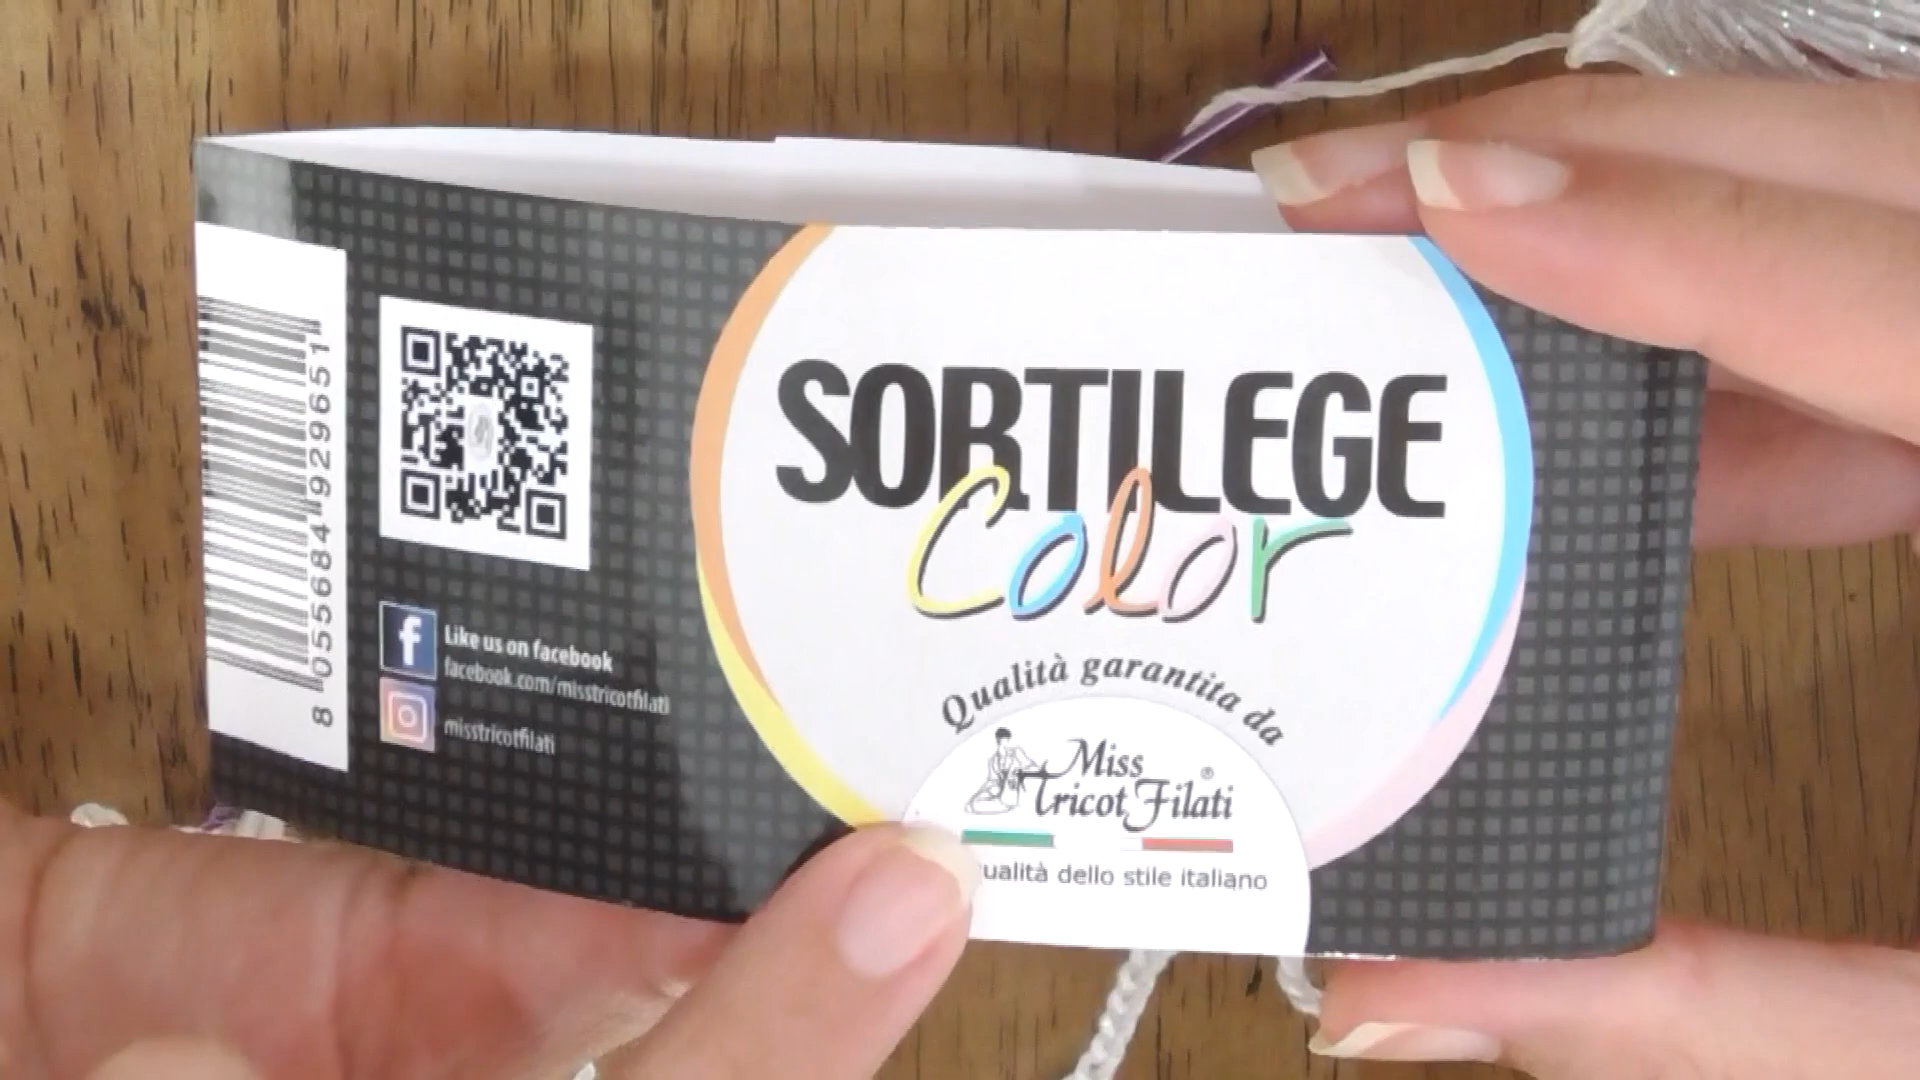 8 055684 929651
Like us on facebook
facebook.com/misstricotfilati
misstricotfilati
SORTILEGE
Color
Qualità garantita da
Miss
Tricot Filati®
ualità dello stile italiano